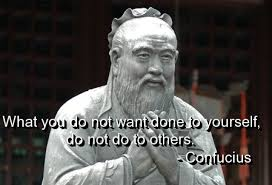 What you do not want done to yourself,
do not do to others.
- Confucius